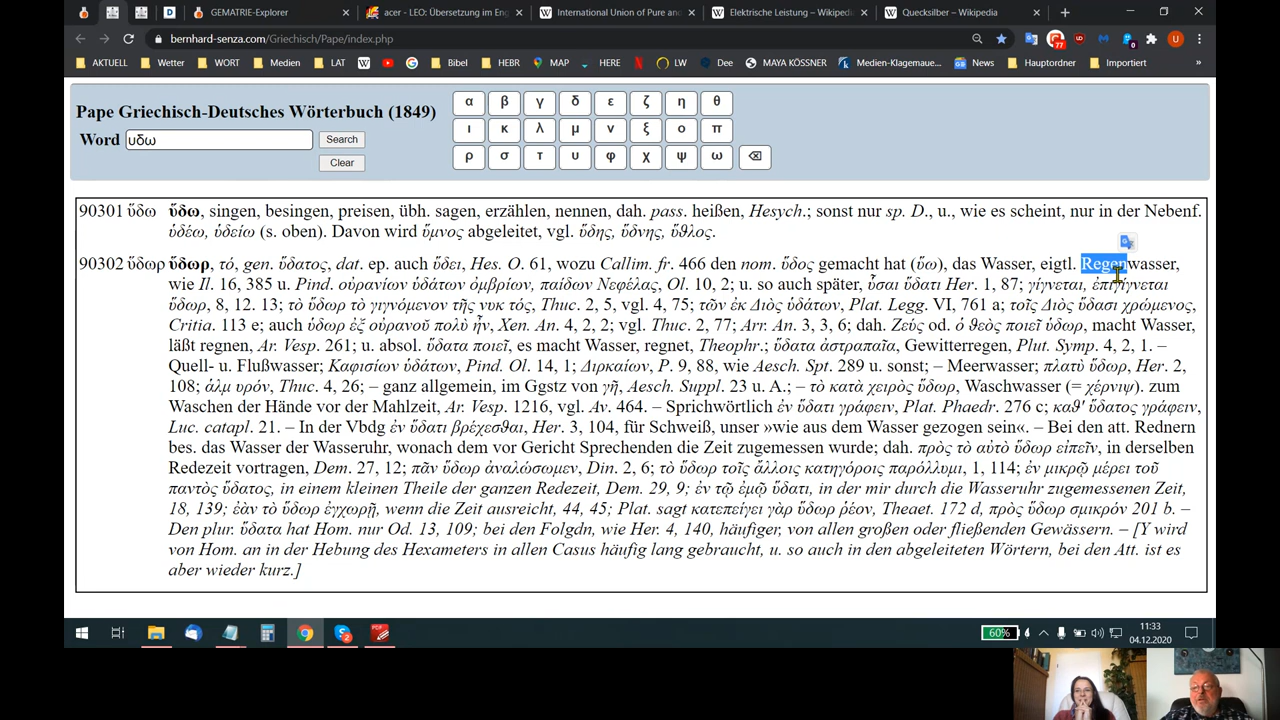 GEMATRIE-Explorer
acer - LEO: Übersetzung im Eng
International Union of Pure and
Elektrische Leistung – Wikipedia
Quecksilber – Wikipedia
bernhard-senza.com/Griechisch/Pape/index.php
AKTUELL Wetter WORT Medien LAT Bibel HEBR MAP HERE LW Dee MAYA KÖSSNER Medien-Klagemaue... News Hauptordner Importiert »
Pape Griechisch-Deutsches Wörterbuch (1849)
Word υδω Search
Clear
α β γ δ ε ζ η θ
ι κ λ μ ν ξ ο π
ρ σ τ υ φ χ ψ ω
90301 ὕδω ὕδω, singen, besingen, preisen, übh. sagen, erzählen, nennen, dah. pass. heißen, Hesych.; sonst nur sp. D., u., wie es scheint, nur in der Nebenf.
ὑδέω, ὑδείω (s. oben). Davon wird ὕμνος abgeleitet, vgl. ὕδης, ὕδνης, ὕθλος.
90302 ὕδωρ ὕδωρ, τό, gen. ὕδατος, dat. ep. auch ὕδει, Hes. O. 61, wozu Callim. fr. 466 den nom. ὕδος gemacht hat (ὕω), das Wasser, eigtl. Regenwasser,
wie Il. 16, 385 u. Pind. οὐρανίων ὑδάτων ὀμβρίων, παίδων Νεφέλας, Ol. 10, 2; u. so auch später, ὗσαι ὕδατι Her. 1, 87; γίγνεται, ἐπιγίγνεται
ὕδωρ, 8, 12. 13; τὸ ὕδωρ τὸ γιγνόμενον τῆς νυκ τός, Thuc. 2, 5, vgl. 4, 75; τῶν ἐκ Διὸς ὑδάτων, Plat. Legg. VI, 761 a; τοῖς Διὸς ὕδασι χρώμενος,
Critia. 113 e; auch ὕδωρ ἐξ οὐρανοῦ πολὺ ἦν, Xen. An. 4, 2, 2; vgl. Thuc. 2, 77; Arr. An. 3, 3, 6; dah. Ζεύς od. ὁ θεὸς ποιεῖ ὕδωρ, macht Wasser,
läßt regnen, Ar. Vesp. 261; u. absol. ὕδατα ποιεῖ, es macht Wasser, regnet, Theophr.; ὕδατα ἀστραπαῖα, Gewitterregen, Plut. Symp. 4, 2, 1. –
Quell- u. Flußwasser; Καφισίων ὑδάτων, Pind. Ol. 14, 1; Διρκαίων, P. 9, 88, wie Aesch. Spt. 289 u. sonst; – Meerwasser; πλατὺ ὕδωρ, Her. 2,
108; ἁλμ υρόν, Thuc. 4, 26; – ganz allgemein, im Ggstz von γῆ, Aesch. Suppl. 23 u. A.; – τὸ κατὰ χειρὸς ὕδωρ, Waschwasser (= χέρνιψ). zum
Waschen der Hände vor der Mahlzeit, Ar. Vesp. 1216, vgl. Av. 464. – Sprichwörtlich ἐν ὕδατι γράφειν, Plat. Phaedr. 276 c; καθ' ὕδατος γράφειν,
Luc. catapl. 21. – In der Vbdg ἐν ὕδατι βρέχεσθαι, Her. 3, 104, für Schweiß, unser »wie aus dem Wasser gezogen sein«. – Bei den att. Rednern
bes. das Wasser der Wasseruhr, wonach dem vor Gericht Sprechenden die Zeit zugemessen wurde; dah. πρὸς τὸ αὐτὸ ὕδωρ εἰπεῖν, in derselben
Redezeit vortragen, Dem. 27, 12; πᾶν ὕδωρ ἀναλώσωμεν, Din. 2, 6; τὸ ὕδωρ τοῖς ἄλλοις κατηγόροις παρόλλυμι, 1, 114; ἐν μικρῷ μέρει τοῦ
παντὸς ὕδατος, in einem kleinen Theile der ganzen Redezeit, Dem. 29, 9; ἐν τῷ ἐμῷ ὕδατι, in der mir durch die Wasseruhr zugemessenen Zeit,
18, 139; ἐὰν τὸ ὕδωρ ἐγχωρῇ, wenn die Zeit ausreicht, 44, 45; Plat. sagt κατεπείγει γὰρ ὕδωρ ῥέον, Theaet. 172 d, πρὸς ὕδωρ σμικρόν 201 b. –
Den plur. ὕδατα hat Hom. nur Od. 13, 109; bei den Folgdn, wie Her. 4, 140, häufiger, von allen großen oder fließenden Gewässern. – [Υ wird
von Hom. an in der Hebung des Hexameters in allen Casus häufig lang gebraucht, u. so auch in den abgeleiteten Wörtern, bei den Att. ist es
aber wieder kurz.]
60%
11:33
04.12.2020